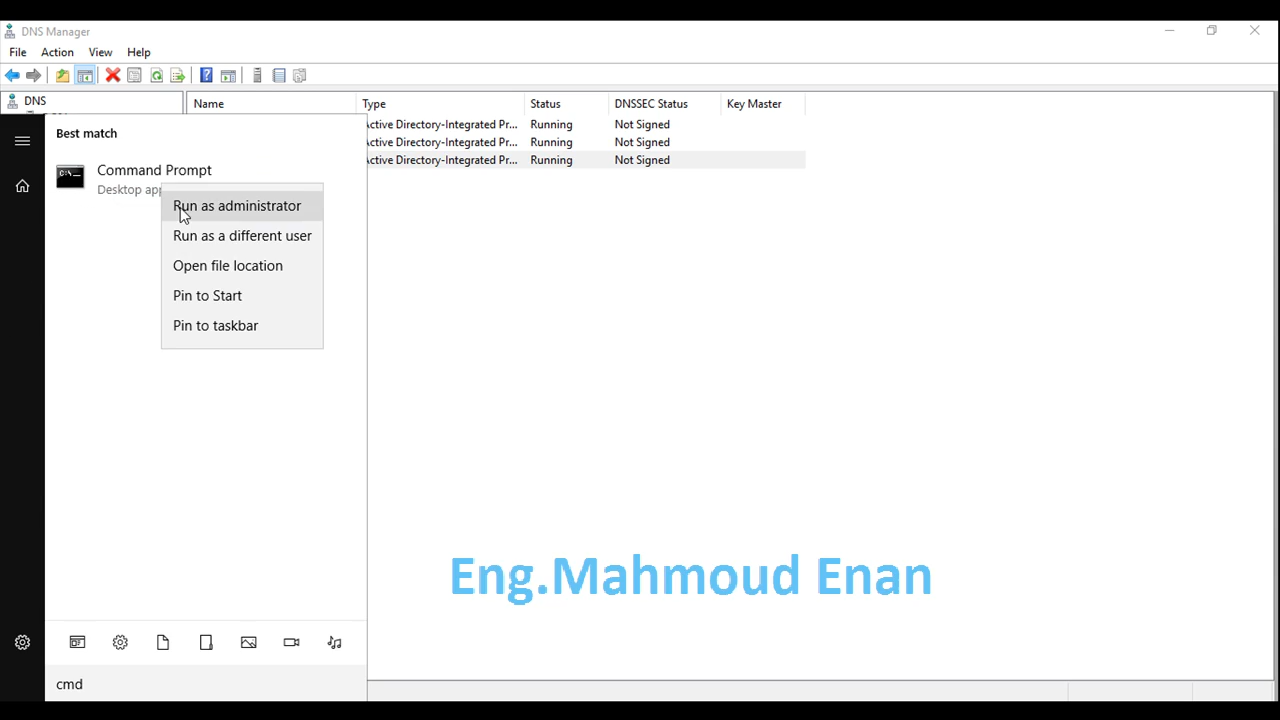 DNS Manager
File Action View Help
DNS
Name Type Status DNSSEC Status Key Master
Active Directory-Integrated Pr... Running Not Signed
Active Directory-Integrated Pr... Running Not Signed
Active Directory-Integrated Pr... Running Not Signed
Best match
Command Prompt
Desktop app
Run as administrator
Run as a different user
Open file location
Pin to Start
Pin to taskbar
Eng.Mahmoud Enan
cmd